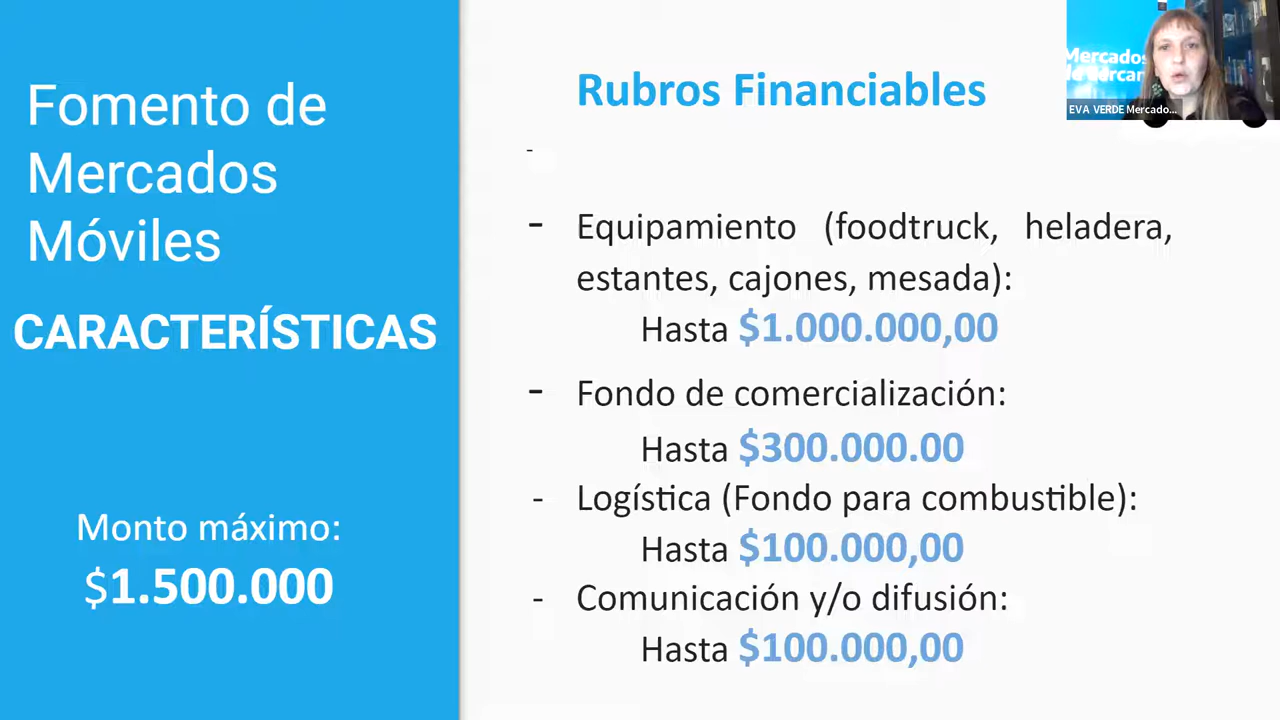 Fomento de
Mercados
Móviles
CARACTERÍSTICAS
Monto máximo:
$1.500.000
Rubros Financiables
-
- Equipamiento (foodtruck, heladera,
estantes, cajones, mesada):
Hasta $1.000.000,00
- Fondo de comercialización:
Hasta $300.000.00
- Logística (Fondo para combustible):
Hasta $100.000,00
- Comunicación y/o difusión:
Hasta $100.000,00
Mercados
EVA VERDE Mercado...